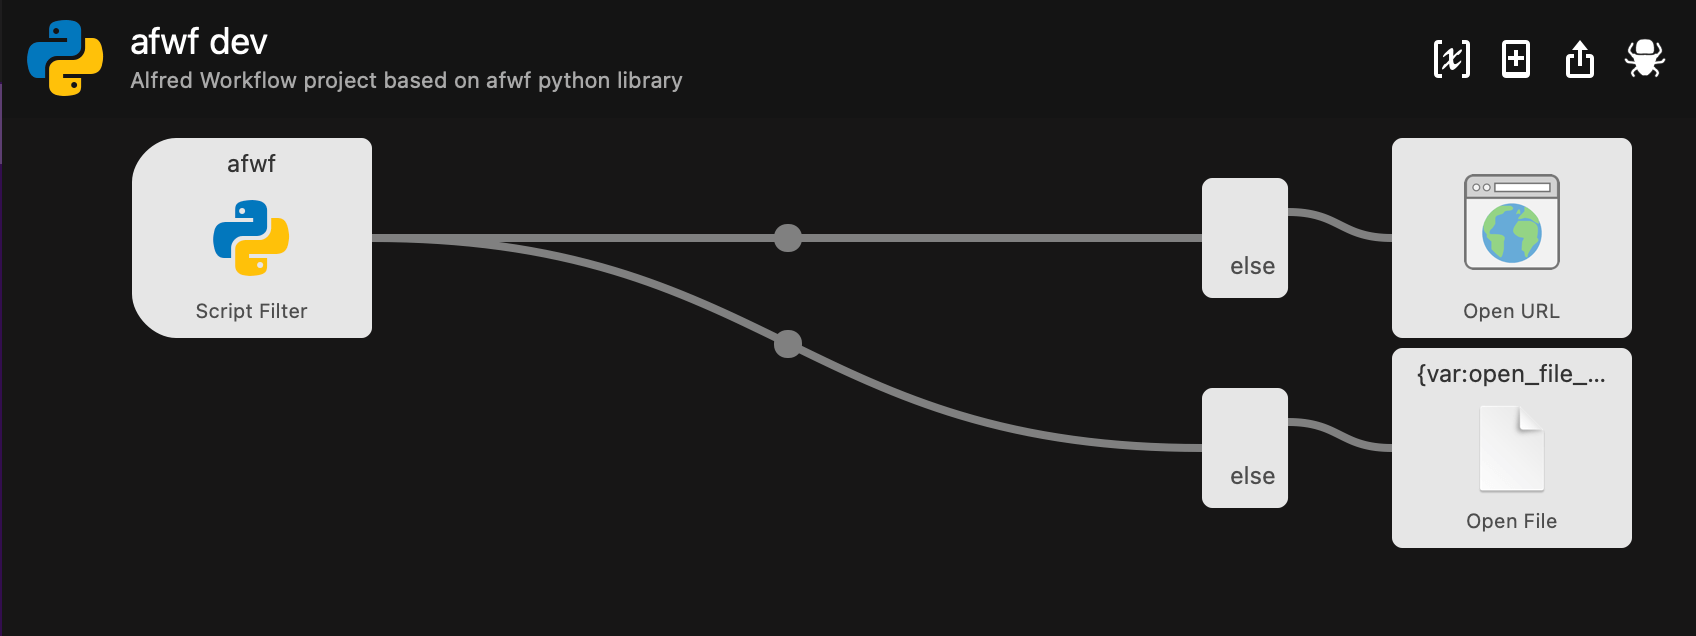 afwf dev
Alfred Workflow project based on afwf python library
afwf
Script Filter
else
Open URL
{var:open_file_...
else
Open File